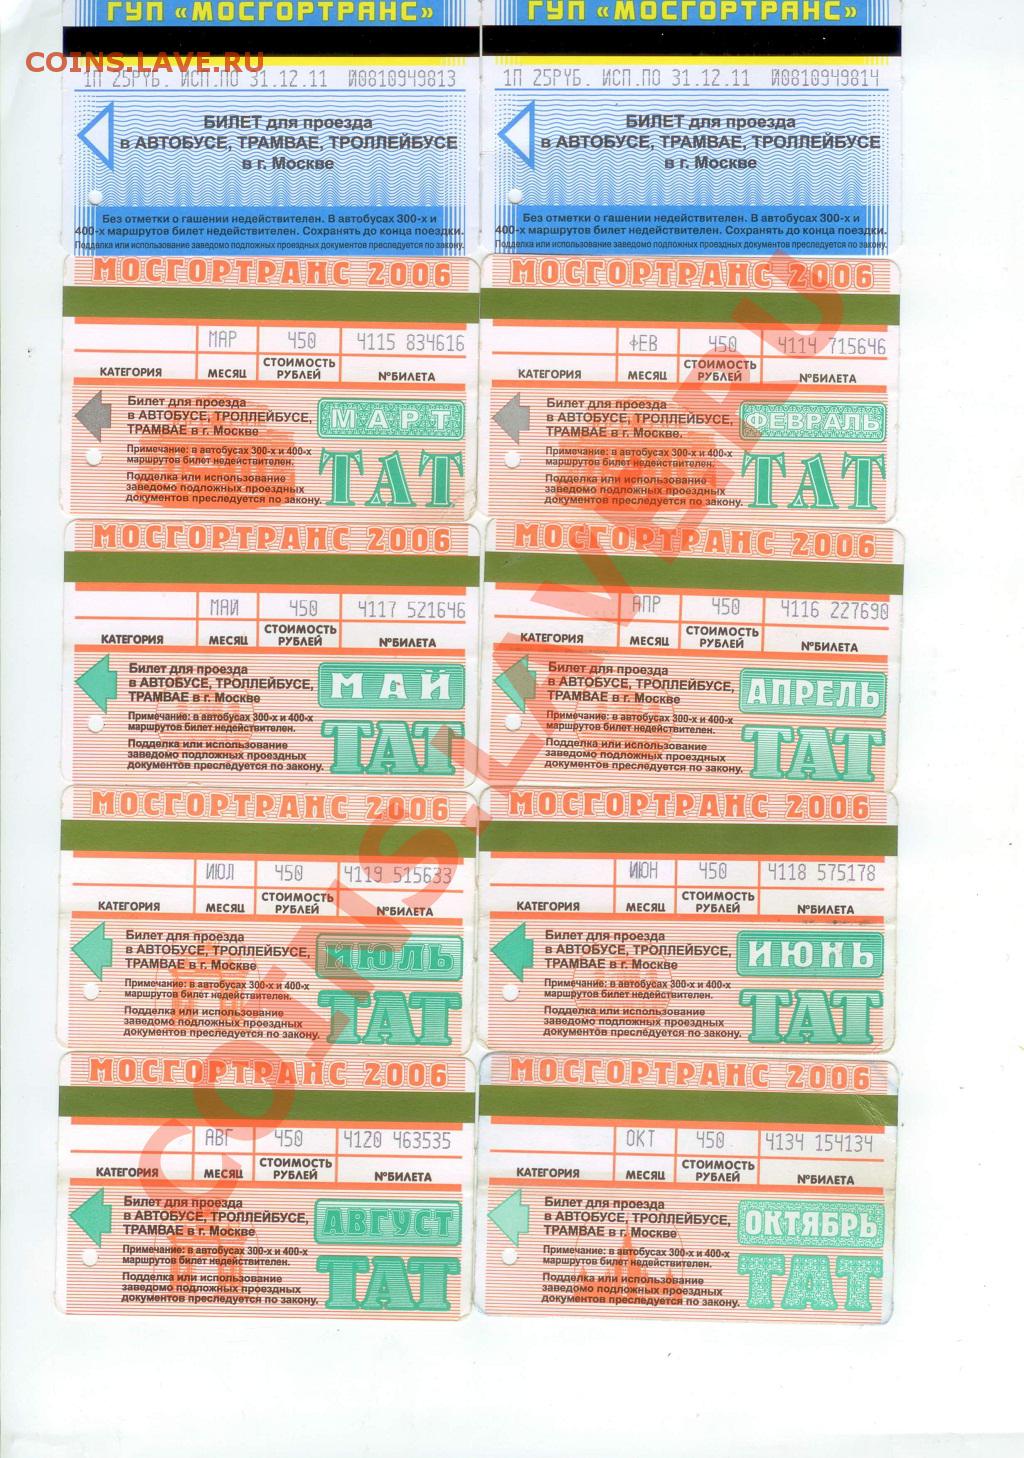 ГУП «МОСГОРТРАНС»
COINS.LAVE.RU
1П 25РУБ. ИСП.ПО 31.12.11 И0810949813
БИЛЕТ для проезда
в АВТОБУСЕ, ТРАМВАЕ, ТРОЛЛЕЙБУСЕ
в г. Москве
Без отметки о гашении недействителен. В автобусах 300-х и
400-х маршрутов билет недействителен. Сохранять до конца поездки.
Подделка или использование заведомо подложных проездных документов преследуется по закону.
ГУП «МОСГОРТРАНС»
1П 25РУБ. ИСП.ПО 31.12.11 И0810949814
БИЛЕТ для проезда
в АВТОБУСЕ, ТРАМВАЕ, ТРОЛЛЕЙБУСЕ
в г. Москве
Без отметки о гашении недействителен. В автобусах 300-х и
400-х маршрутов билет недействителен. Сохранять до конца поездки.
Подделка или использование заведомо подложных проездных документов преследуется по закону.
МОСГОРТРАНС 2006
МАР 450 4115 834616
КАТЕГОРИЯ МЕСЯЦ СТОИМОСТЬ РУБЛЕЙ №БИЛЕТА
Билет для проезда
в АВТОБУСЕ, ТРОЛЛЕЙБУСЕ,
ТРАМВАЕ в г. Москве
МАРТ
Примечание: в автобусах 300-х и 400-х
маршрутов билет недействителен.
Подделка или использование
заведомо подложных проездных
документов преследуется по закону.
ТАТ
МОСГОРТРАНС 2006
ФЕВ 450 4114 715646
КАТЕГОРИЯ МЕСЯЦ СТОИМОСТЬ РУБЛЕЙ №БИЛЕТА
Билет для проезда
в АВТОБУСЕ, ТРОЛЛЕЙБУСЕ,
ТРАМВАЕ в г. Москве.
ФЕВРАЛЬ
Примечание: в автобусах 300-х и 400-х
маршрутов билет недействителен.
Подделка или использование
заведомо подложных проездных
документов преследуется по закону.
ТАТ
МОСГОРТРАНС 2006
МАЙ 450 4117 521646
КАТЕГОРИЯ МЕСЯЦ СТОИМОСТЬ РУБЛЕЙ №БИЛЕТА
Билет для проезда
в АВТОБУСЕ, ТРОЛЛЕЙБУСЕ,
ТРАМВАЕ в г. Москве
МАЙ
Примечание: в автобусах 300-х и 400-х
маршрутов билет недействителен.
Подделка или использование
заведомо подложных проездных
документов преследуется по закону.
ТАТ
МОСГОРТРАНС 2006
АПР 450 4116 227690
КАТЕГОРИЯ МЕСЯЦ СТОИМОСТЬ РУБЛЕЙ №БИЛЕТА
Билет для проезда
в АВТОБУСЕ, ТРОЛЛЕЙБУСЕ,
ТРАМВАЕ в г. Москве
АПРЕЛЬ
Примечание: в автобусах 300-х и 400-х
маршрутов билет недействителен.
Подделка или использование
заведомо подложных проездных
документов преследуется по закону.
ТАТ
МОСГОРТРАНС 2006
ИЮЛ 450 4119 515633
КАТЕГОРИЯ МЕСЯЦ СТОИМОСТЬ РУБЛЕЙ №БИЛЕТА
Билет для проезда
в АВТОБУСЕ, ТРОЛЛЕЙБУСЕ,
ТРАМВАЕ в г. Москве
ИЮЛЬ
Примечание: в автобусах 300-х и 400-х
маршрутов билет недействителен.
Подделка или использование
заведомо подложных проездных
документов преследуется по закону.
ТАТ
МОСГОРТРАНС 2006
ИЮН 450 4118 575178
КАТЕГОРИЯ МЕСЯЦ СТОИМОСТЬ РУБЛЕЙ №БИЛЕТА
Билет для проезда
в АВТОБУСЕ, ТРОЛЛЕЙБУСЕ,
ТРАМВАЕ в г. Москве
ИЮНЬ
Примечание: в автобусах 300-х и 400-х
маршрутов билет недействителен.
Подделка или использование
заведомо подложных проездных
документов преследуется по закону.
ТАТ
МОСГОРТРАНС 2006
АВГ 450 4120 463535
КАТЕГОРИЯ МЕСЯЦ СТОИМОСТЬ РУБЛЕЙ №БИЛЕТА
Билет для проезда
в АВТОБУСЕ, ТРОЛЛЕЙБУСЕ,
ТРАМВАЕ в г. Москве
АВГУСТ
Примечание: в автобусах 300-х и 400-х
маршрутов билет недействителен.
Подделка или использование
заведомо подложных проездных
документов преследуется по закону.
ТАТ
МОСГОРТРАНС 2006
ОКТ 450 4134 154134
КАТЕГОРИЯ МЕСЯЦ СТОИМОСТЬ РУБЛЕЙ №БИЛЕТА
Билет для проезда
в АВТОБУСЕ, ТРОЛЛЕЙБУСЕ,
ТРАМВАЕ в г. Москве
ОКТЯБРЬ
Примечание: в автобусах 300-х и 400-х
маршрутов билет недействителен.
Подделка или использование
заведомо подложных проездных
документов преследуется по закону.
ТАТ
COINS.LAVE.RU